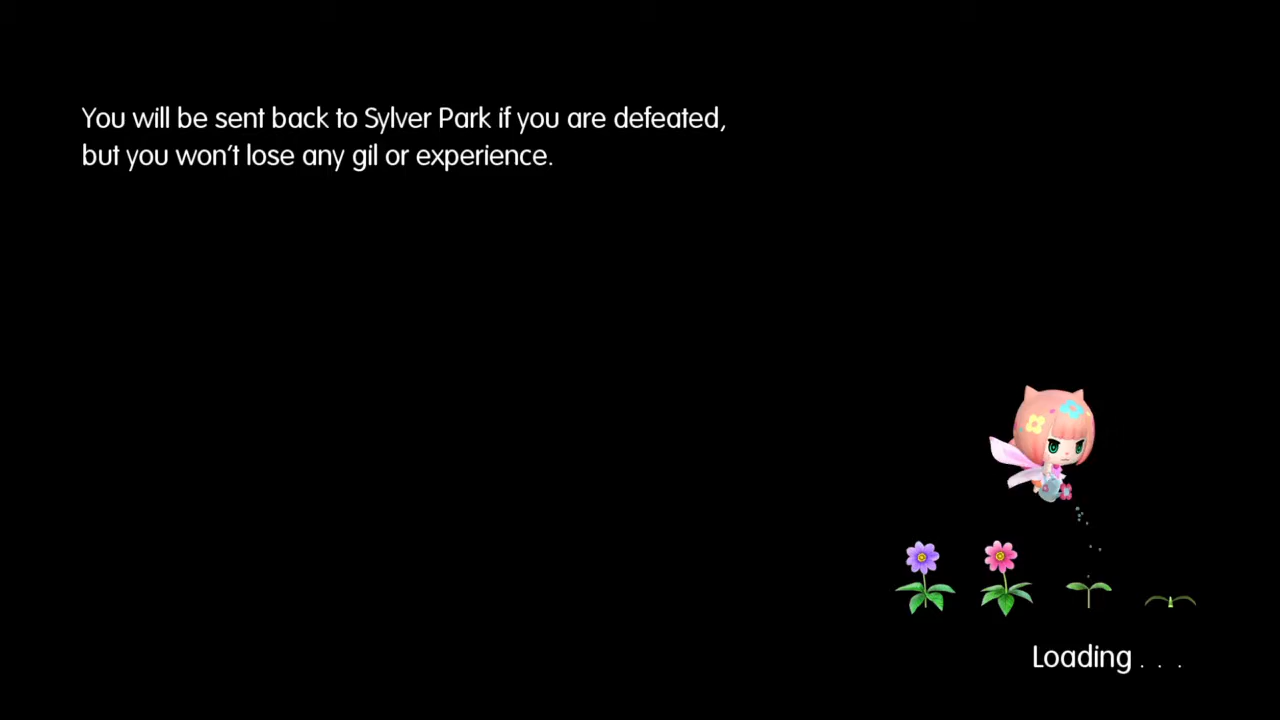 You will be sent back to Sylver Park if you are defeated,
but you won't lose any gil or experience.
Loading . . .